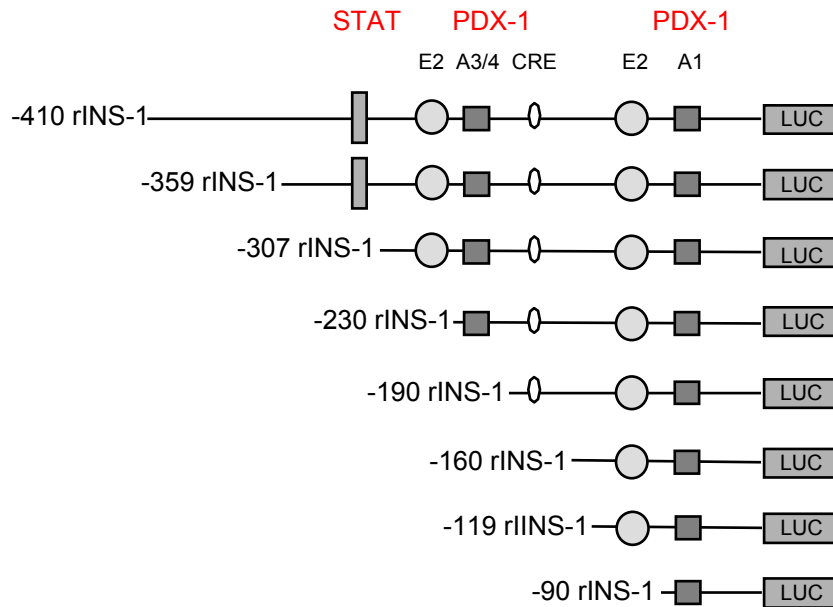 STAT PDX-1 PDX-1
E2 A3/4 CRE E2 A1
-410 rINS-1 LUC
-359 rINS-1 LUC
-307 rINS-1 LUC
-230 rINS-1 LUC
-190 rINS-1 LUC
-160 rINS-1 LUC
-119 rIINS-1 LUC
-90 rINS-1 LUC